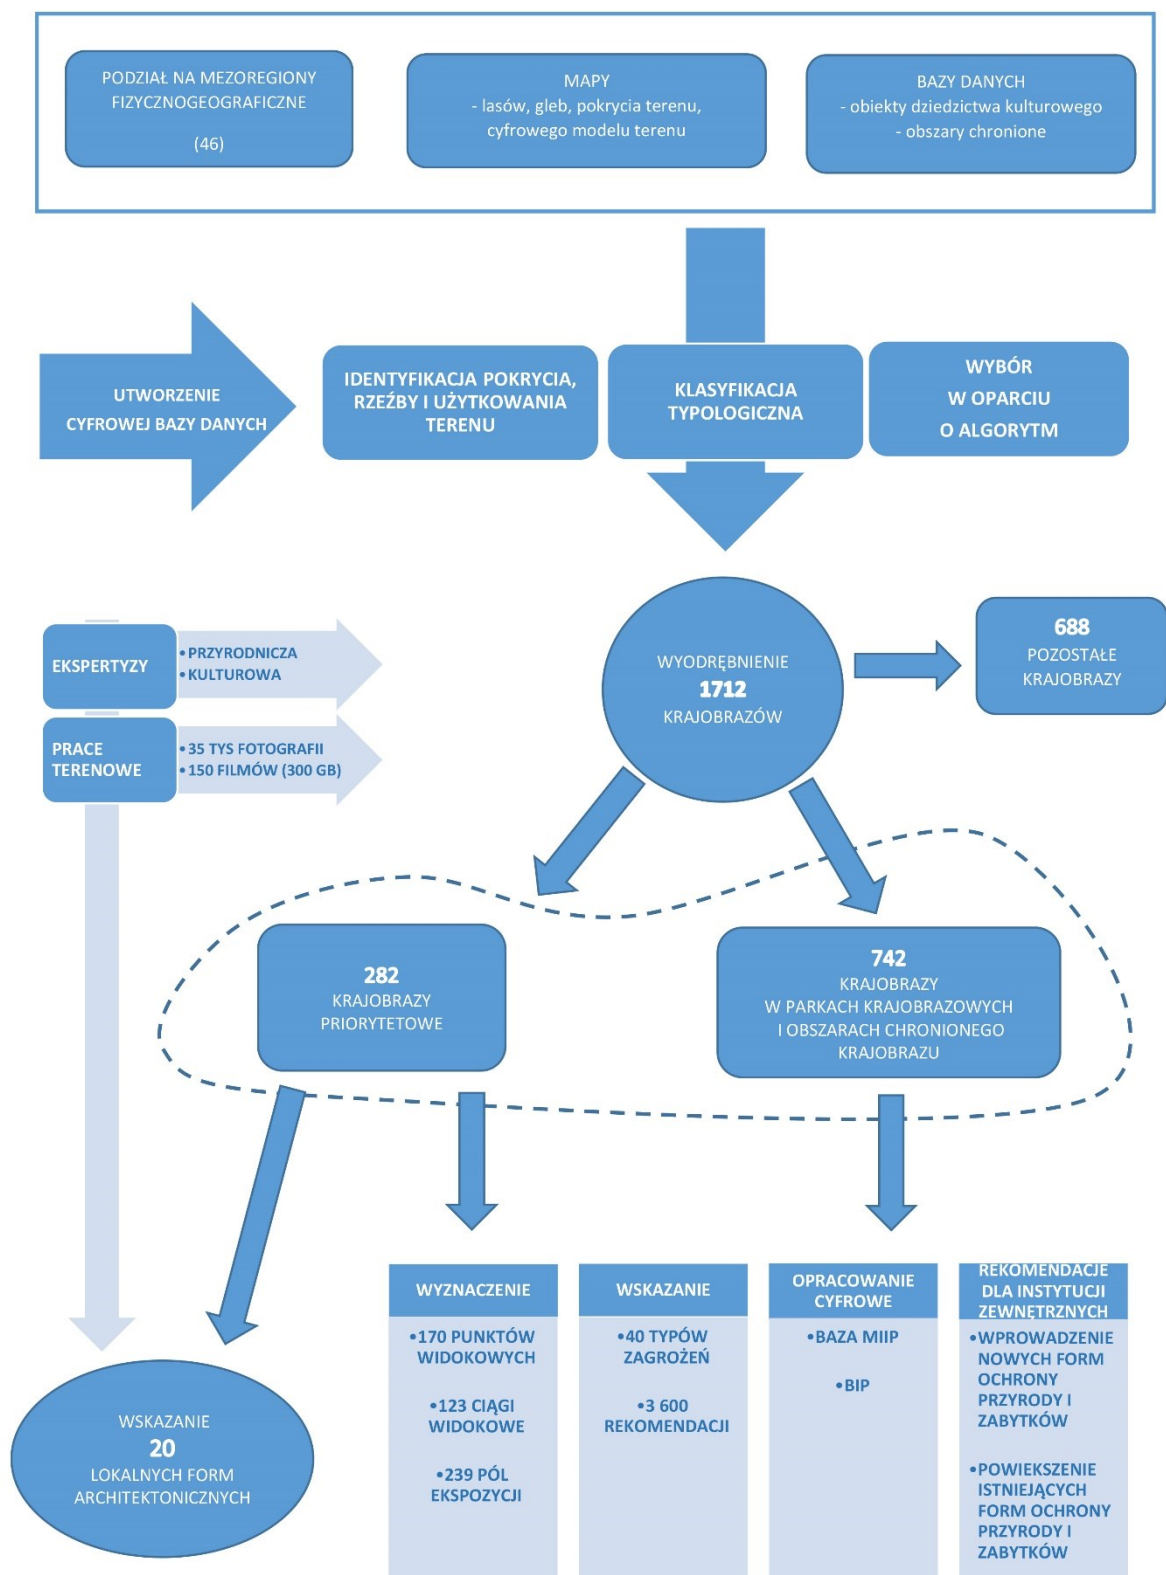 PODZIAŁ NA MEZOREGIONY
FIZYCZNOGEOGRAFICZNE
(46)
MAPY
- lasów, gleb, pokrycia terenu,
cyfrowego modelu terenu
BAZY DANYCH
- obiekty dziedzictwa kulturowego
- obszary chronione
UTWORZENIE
CYFROWEJ BAZY DANYCH
IDENTYFIKACJA POKRYCIA,
RZEŹBY I UŻYTKOWANIA
TERENU
KLASYFIKACJA
TYPOLOGICZNA
WYBÓR
W OPARCIU
O ALGORYTM
EKSPERTYZY
•PRZYRODNICZA
•KULTUROWA
PRACE
TERENOWE
•35 TYS FOTOGRAFII
•150 FILMÓW (300 GB)
WYODRĘBNIENIE
1712
KRAJOBRAZÓW
688
POZOSTAŁE
KRAJOBRAZY
282
KRAJOBRAZY
PRIORYTETOWE
742
KRAJOBRAZY
W PARKACH KRAJOBRAZOWYCH
I OBSZARACH CHRONIONEGO
KRAJOBRAZU
WSKAZANIE
20
LOKALNYCH FORM
ARCHITEKTONICZNYCH
WYZNACZENIE
•170 PUNKTÓW
WIDOKOWYCH
•123 CIĄGI
WIDOKOWE
•239 PÓL
EKSPOZYCJI
WSKAZANIE
•40 TYPÓW
ZAGROŻEŃ
•3 600
REKOMENDACJI
OPRACOWANIE
CYFROWE
•BAZA MIIP
•BIP
REKOMENDACJE
DLA INSTYTUCJI
ZEWNĘTRZNYCH
•WPROWADZENIE
NOWYCH FORM
OCHRONY
PRZYRODY I
ZABYTKÓW
•POWIEKSZENIE
ISTNIEJĄCYCH
FORM OCHRONY
PRZYRODY I
ZABYTKÓW